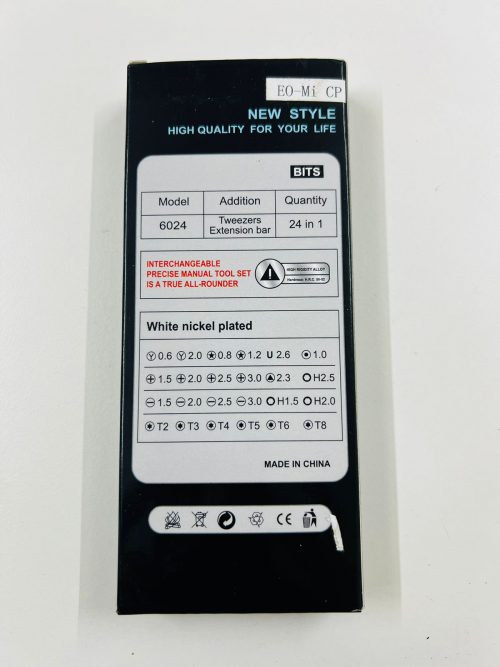 EO-Mi CP
NEW STYLE
HIGH QUALITY FOR YOUR LIFE
BITS
Model Addition Quantity
6024 Tweezers Extension bar 24 in 1
INTERCHANGEABLE
PRECISE MANUAL TOOL SET
IS A TRUE ALL-ROUNDER
HIGH RIGIDITY ALLOY
White nickel plated
0.6 2.0 0.8 1.2 U 2.6 1.0
1.5 2.0 2.5 3.0 2.3 H2.5
1.5 2.0 2.5 3.0 H1.5 H2.0
T2 T3 T4 T5 T6 T8
MADE IN CHINA
CE